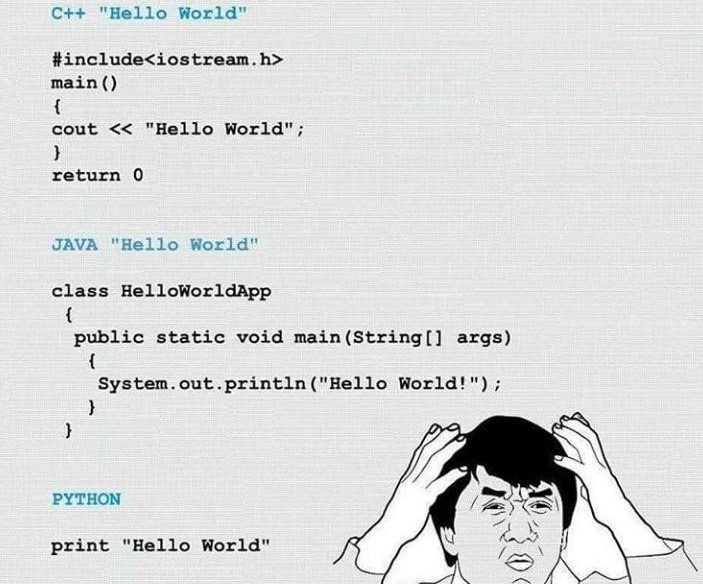 C++ "Hello World"
#include<iostream.h>
main()
{
cout << "Hello World";
}
return 0
JAVA "Hello World"
class HelloWorldApp
{
public static void main(String[] args)
{
System.out.println("Hello World!");
}
}
PYTHON
print "Hello World"